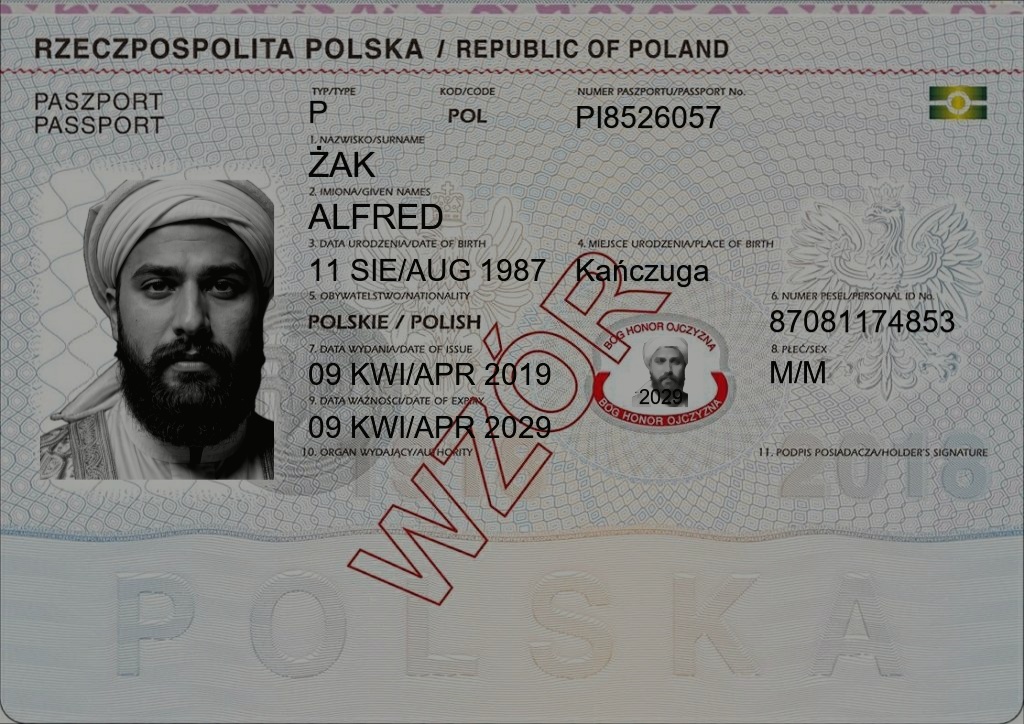 RZECZPOSPOLITA POLSKA / REPUBLIC OF POLAND
PASZPORT
PASSPORT
TYP/TYPE
P
KOD/CODE
POL
NUMER PASZPORTU/PASSPORT No.
PI8526057
1. NAZWISKO/SURNAME
ŻAK
2. IMIONA/GIVEN NAMES
ALFRED
3. DATA URODZENIA/DATE OF BIRTH
11 SIE/AUG 1987
4. MIEJSCE URODZENIA/PLACE OF BIRTH
Kańczuga
5. OBYWATELSTWO/NATIONALITY
POLSKIE / POLISH
6. NUMER PESEL/PERSONAL ID No.
87081174853
7. DATA WYDANIA/DATE OF ISSUE
09 KWI/APR 2019
8. PŁEĆ/SEX
M/M
9. DATA WAŻNOŚCI/DATE OF EXPIRY
09 KWI/APR 2029
10. ORGAN WYDAJĄCY/AUTHORITY
11. PODPIS POSIADACZA/HOLDER'S SIGNATURE
BÓG HONOR OJCZYZNA
2029
BÓG HONOR OJCZYZNA
WZÓR
2018
POLSKA